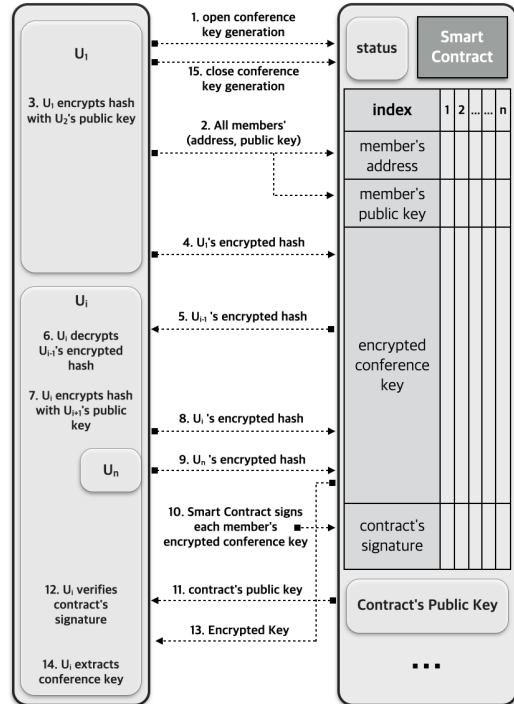 1. open conference
key generation
U1
status
Smart
Contract
15. close conference
key generation
3. U1 encrypts hash
with U2's public key
index 1 2 ... ... n
2. All members'
(address, public key)
member's
address
member's
public key
4. U1's encrypted hash
Ui
5. Ui-1 's encrypted hash
6. Ui decrypts
Ui-1's encrypted
hash
encrypted
conference
key
7. Ui encrypts hash
with Ui+1's public
key
8. Ui 's encrypted hash
9. Un 's encrypted hash
Un
10. Smart Contract signs
each member's
encrypted conference key
contract's
signature
11. contract's public key
12. Ui verifies
contract's
signature
Contract's Public Key
13. Encrypted Key
14. Ui extracts
conference key
...